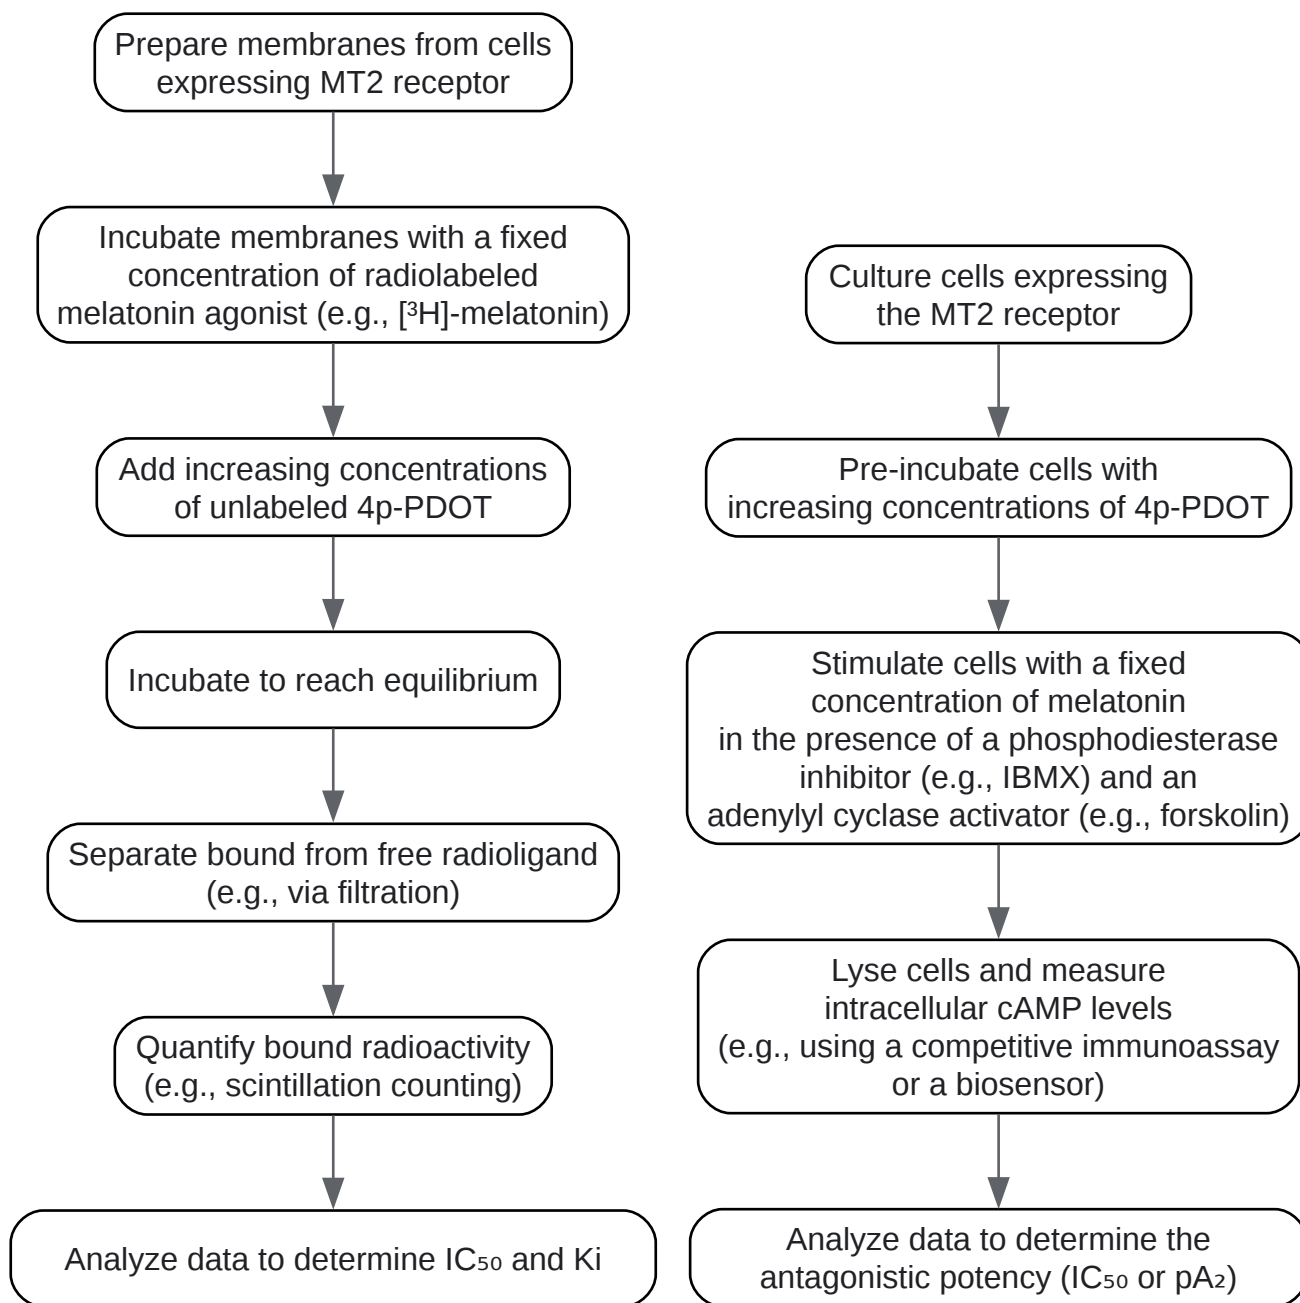 Prepare membranes from cells
expressing MT2 receptor
Incubate membranes with a fixed
concentration of radiolabeled
melatonin agonist (e.g., [³H]-melatonin)
Add increasing concentrations
of unlabeled 4p-PDOT
Incubate to reach equilibrium
Separate bound from free radioligand
(e.g., via filtration)
Quantify bound radioactivity
(e.g., scintillation counting)
Analyze data to determine IC₅₀ and Ki
Culture cells expressing
the MT2 receptor
Pre-incubate cells with
increasing concentrations of 4p-PDOT
Stimulate cells with a fixed
concentration of melatonin
in the presence of a phosphodiesterase
inhibitor (e.g., IBMX) and an
adenylyl cyclase activator (e.g., forskolin)
Lyse cells and measure
intracellular cAMP levels
(e.g., using a competitive immunoassay
or a biosensor)
Analyze data to determine the
antagonistic potency (IC₅₀ or pA₂)